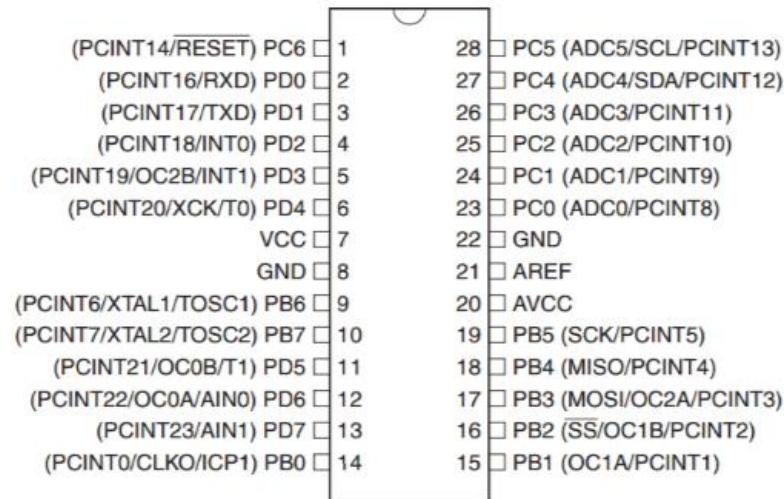 (PCINT14/RESET) PC6 1 28 PC5 (ADC5/SCL/PCINT13)
(PCINT16/RXD) PD0 2 27 PC4 (ADC4/SDA/PCINT12)
(PCINT17/TXD) PD1 3 26 PC3 (ADC3/PCINT11)
(PCINT18/INT0) PD2 4 25 PC2 (ADC2/PCINT10)
(PCINT19/OC2B/INT1) PD3 5 24 PC1 (ADC1/PCINT9)
(PCINT20/XCK/T0) PD4 6 23 PC0 (ADC0/PCINT8)
VCC 7 22 GND
GND 8 21 AREF
(PCINT6/XTAL1/TOSC1) PB6 9 20 AVCC
(PCINT7/XTAL2/TOSC2) PB7 10 19 PB5 (SCK/PCINT5)
(PCINT21/OC0B/T1) PD5 11 18 PB4 (MISO/PCINT4)
(PCINT22/OC0A/AIN0) PD6 12 17 PB3 (MOSI/OC2A/PCINT3)
(PCINT23/AIN1) PD7 13 16 PB2 (SS/OC1B/PCINT2)
(PCINT0/CLKO/ICP1) PB0 14 15 PB1 (OC1A/PCINT1)